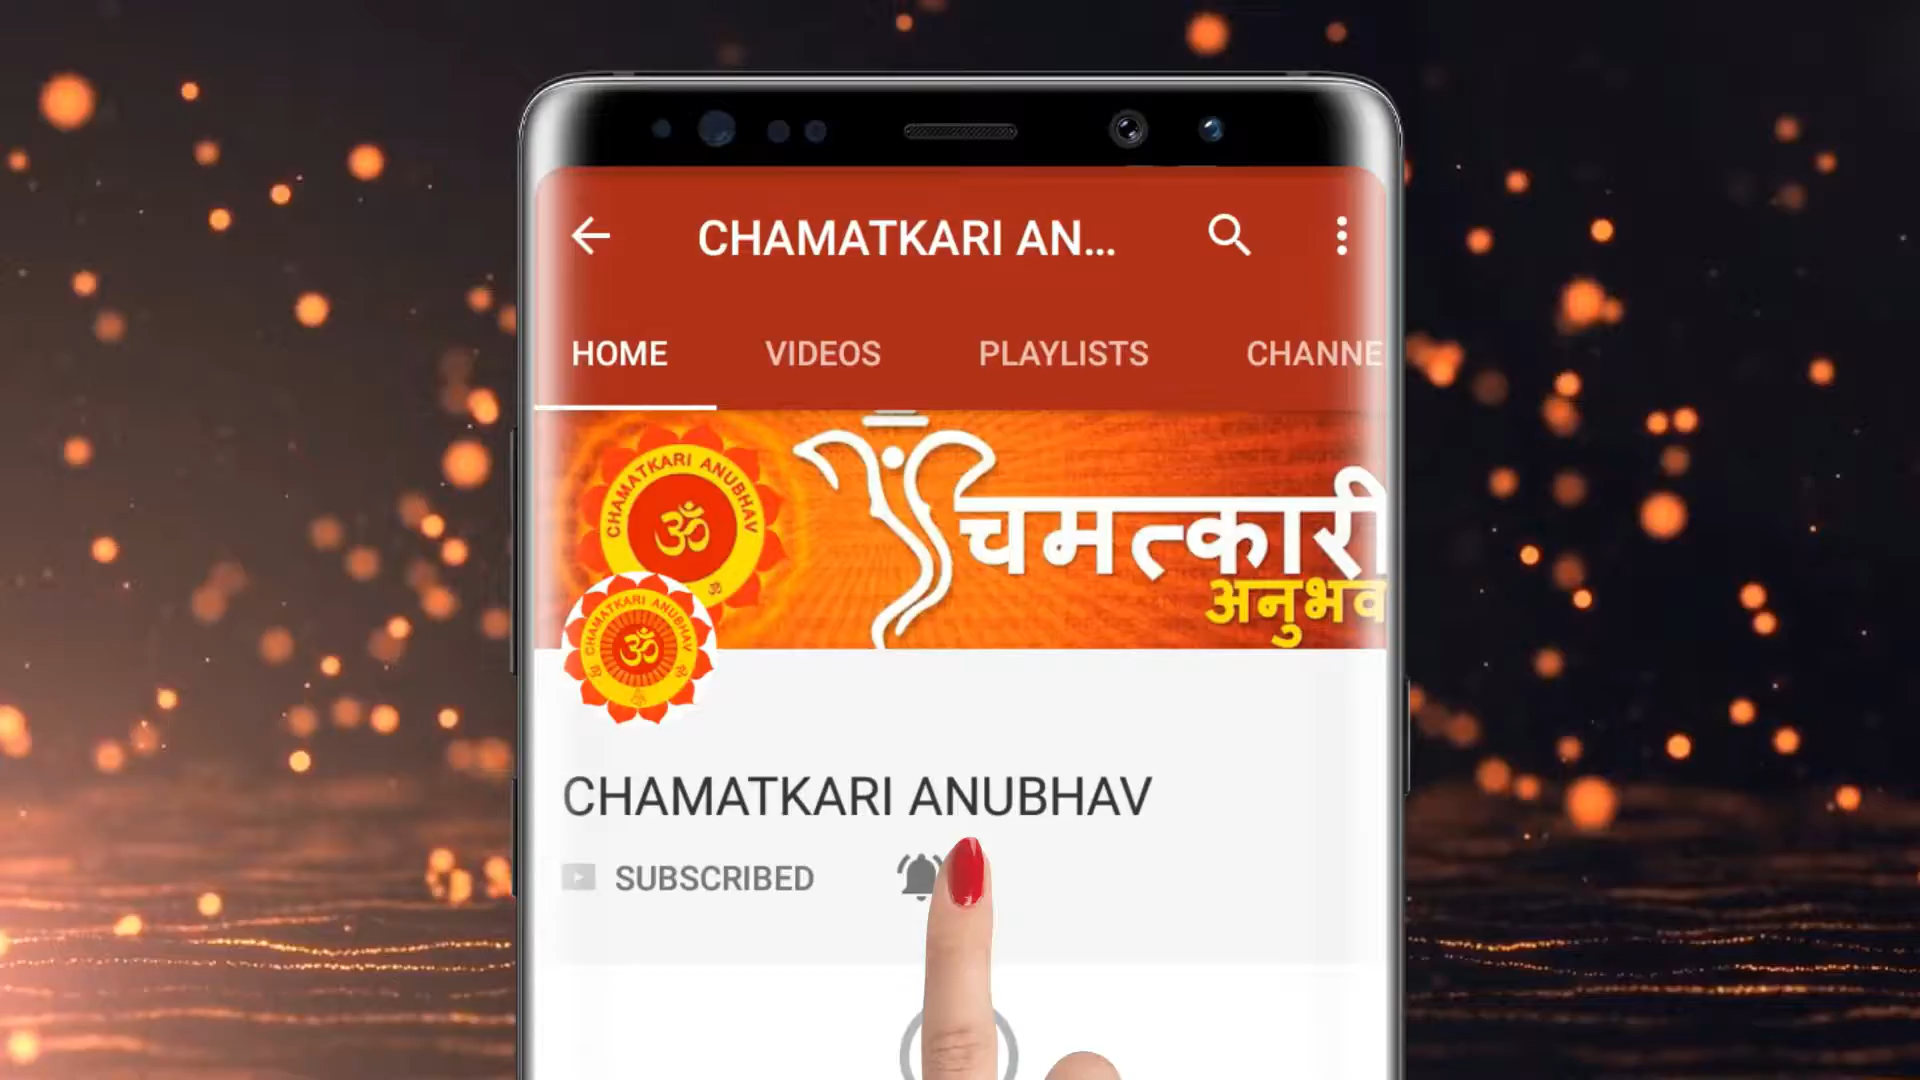 CHAMATKARI AN...
HOME VIDEOS PLAYLISTS CHANNE
CHAMATKARI ANUBHAV
ॐ
चमत्कारी
अनुभव
CHAMATKARI ANUBHAV
ॐ
CHAMATKARI ANUBHAV
SUBSCRIBED